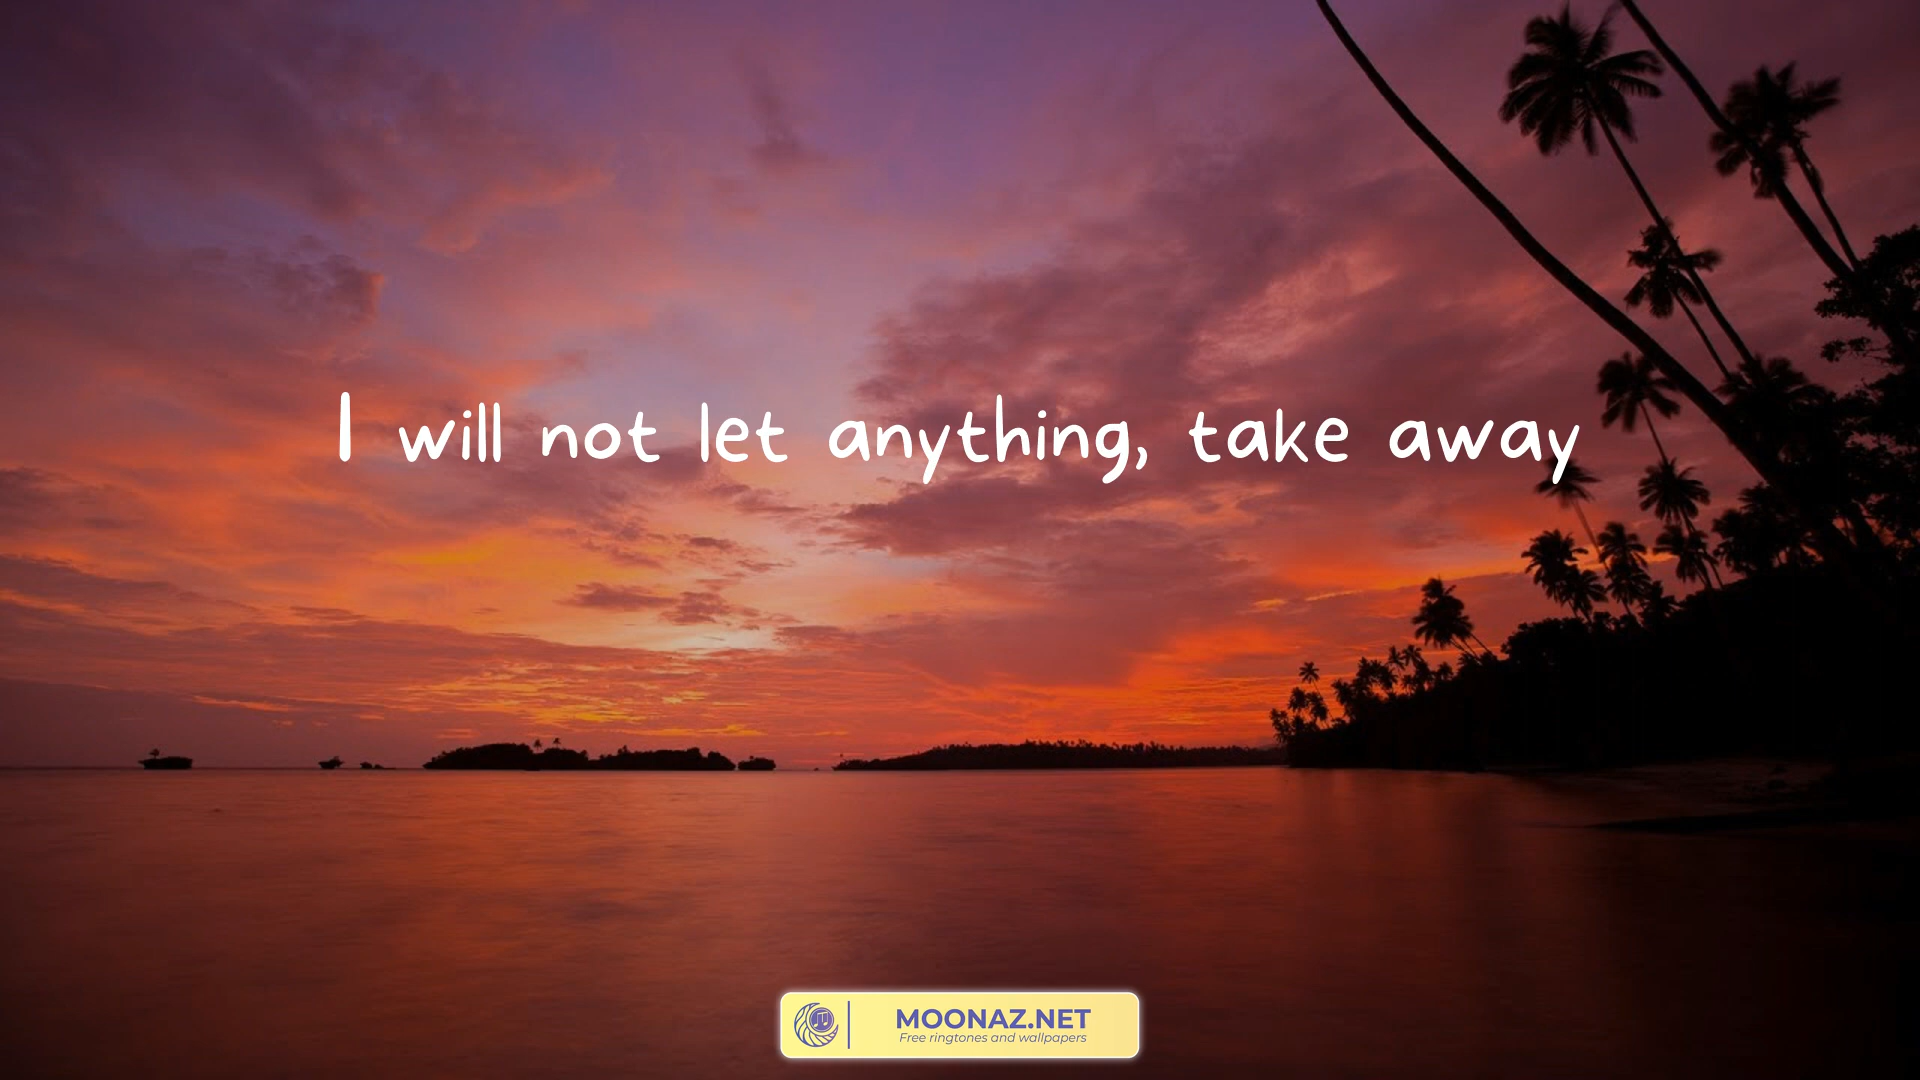 I will not let anything, take away
MOONAZ.NET
Free ringtones and wallpapers